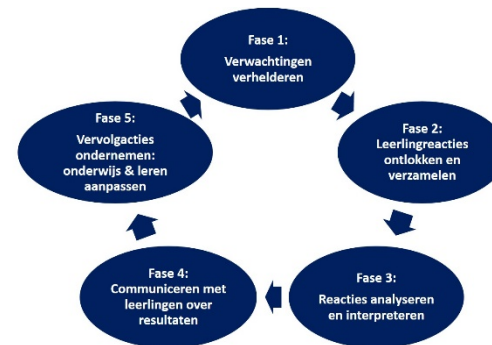 Fase 1:
Verwachtingen
verhelderen
Fase 2:
Leerlingreacties
ontlokken en
verzamelen
Fase 3:
Reacties analyseren
en interpreteren
Fase 4:
Communiceren met
leerlingen over
resultaten
Fase 5:
Vervolgacties
ondernemen:
onderwijs & leren
aanpassen